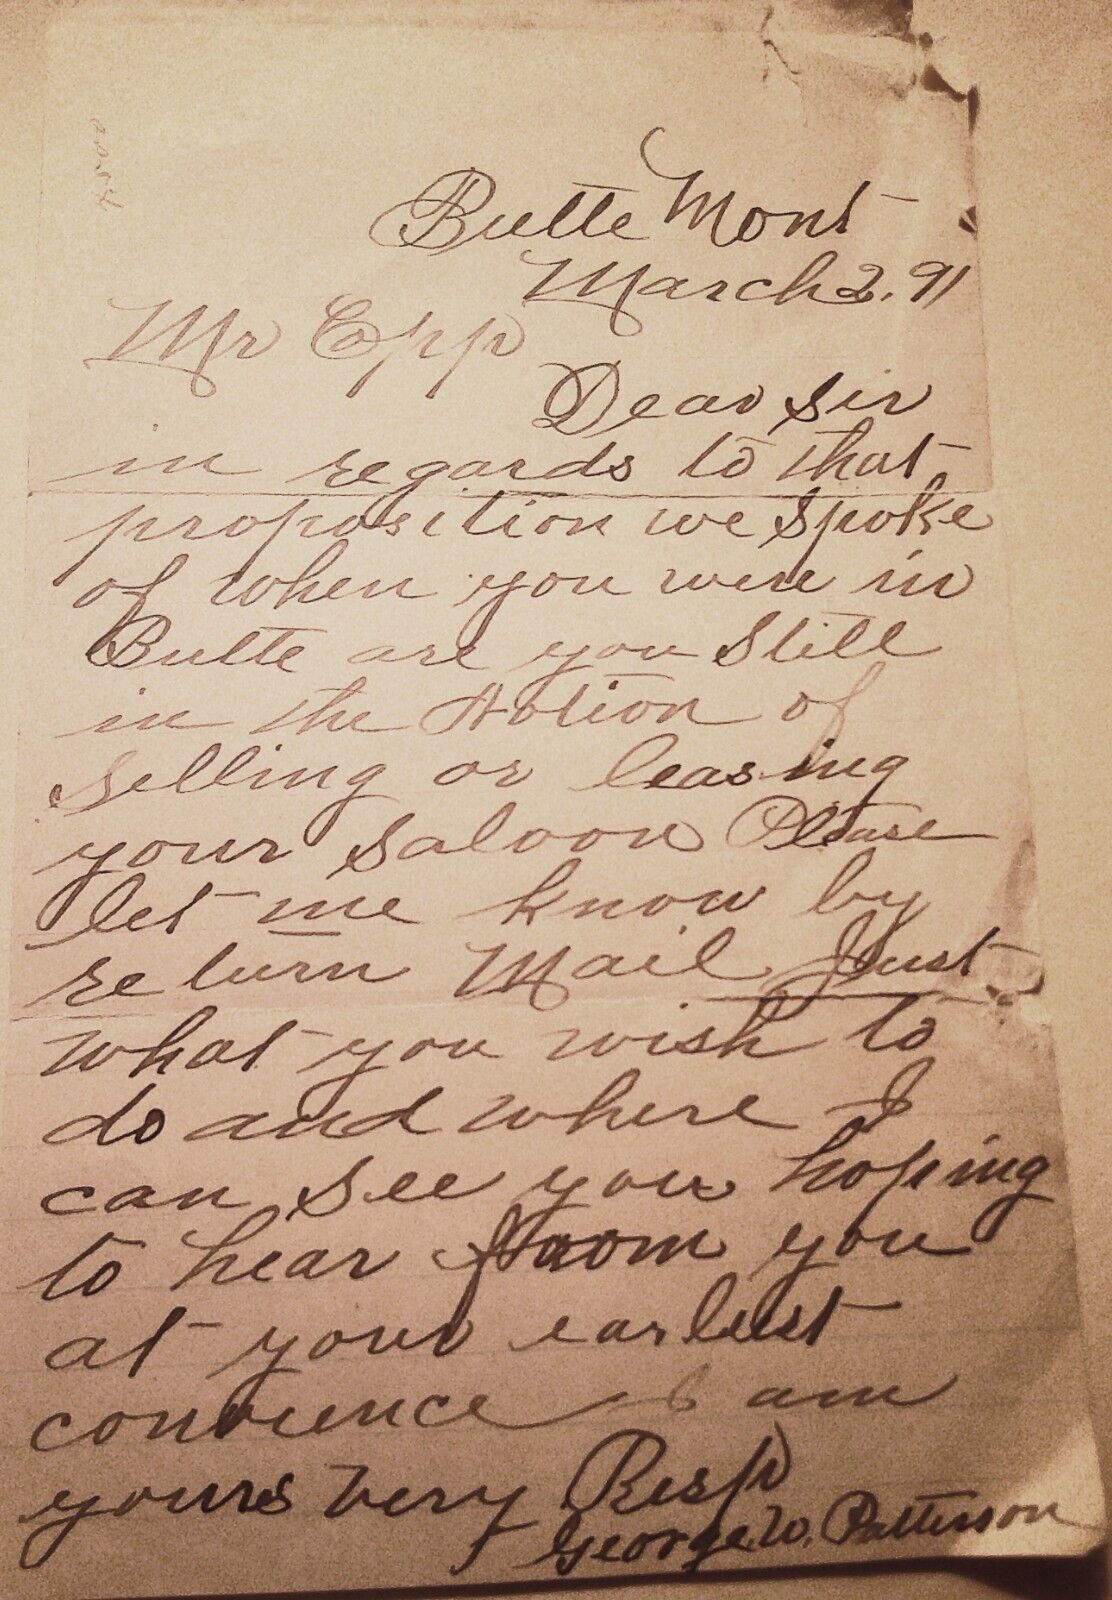 Butte Mont
March 2. 91
Mr Epp
Dear sir
in regards to that
proposition we spoke
of when you were in
Butte are you still
in the Notion of
selling or leasing
your saloon Please
let me know by
return Mail Just
what you wish to
do and where I
can see you hoping
to hear from you
at your earlest
convience I am
yours very Resp
George. W. Patterson